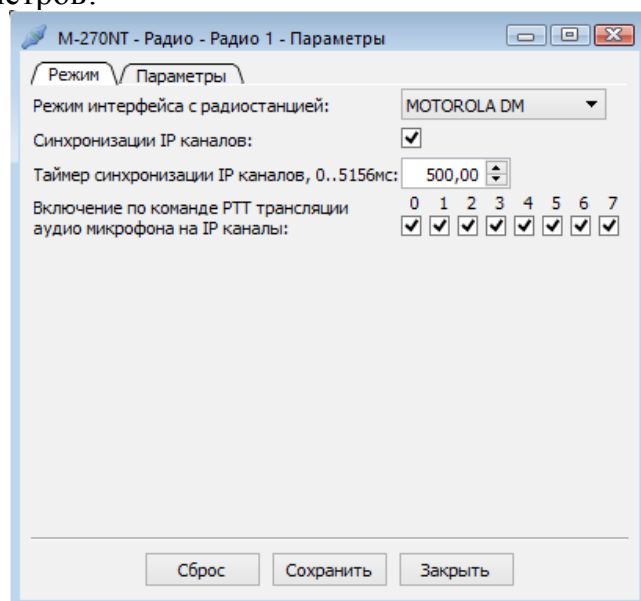 М-270NT - Радио - Радио 1 - Параметры
Режим
Параметры
Режим интерфейса с радиостанцией:
MOTOROLA DM
Синхронизации IP каналов:
Таймер синхронизации IP каналов, 0..5156мс:
500,00
Включение по команде PTT трансляции
аудио микрофона на IP каналы:
0 1 2 3 4 5 6 7
Сброс
Сохранить
Закрыть